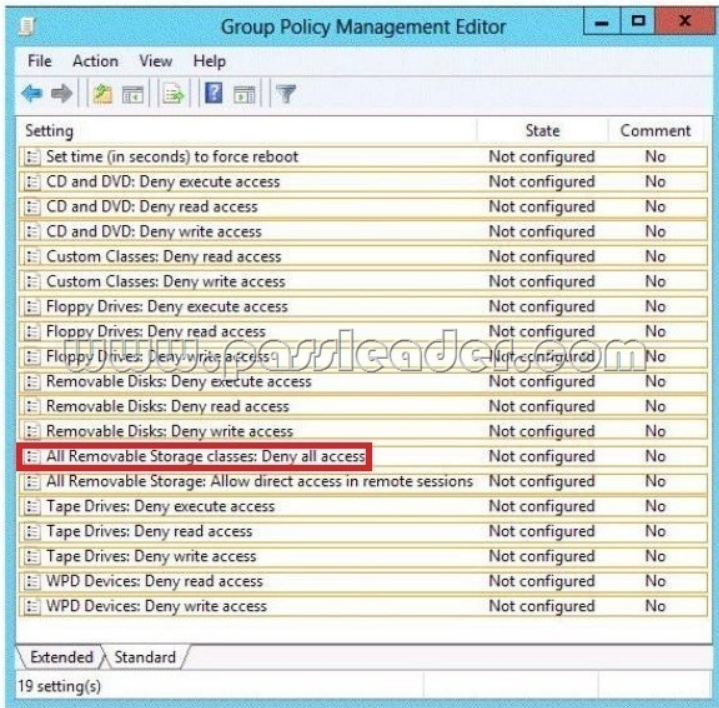 Group Policy Management Editor
File Action View Help
Setting State Comment
Set time (in seconds) to force reboot Not configured No
CD and DVD: Deny execute access Not configured No
CD and DVD: Deny read access Not configured No
CD and DVD: Deny write access Not configured No
Custom Classes: Deny read access Not configured No
Custom Classes: Deny write access Not configured No
Floppy Drives: Deny execute access Not configured No
Floppy Drives: Deny read access Not configured No
www.passleader.com
Floppy Drives: Deny write access Not configured No
Removable Disks: Deny execute access Not configured No
Removable Disks: Deny read access Not configured No
Removable Disks: Deny write access Not configured No
All Removable Storage classes: Deny all access Not configured No
All Removable Storage: Allow direct access in remote sessions Not configured No
Tape Drives: Deny execute access Not configured No
Tape Drives: Deny read access Not configured No
Tape Drives: Deny write access Not configured No
WPD Devices: Deny read access Not configured No
WPD Devices: Deny write access Not configured No
Extended Standard
19 setting(s)